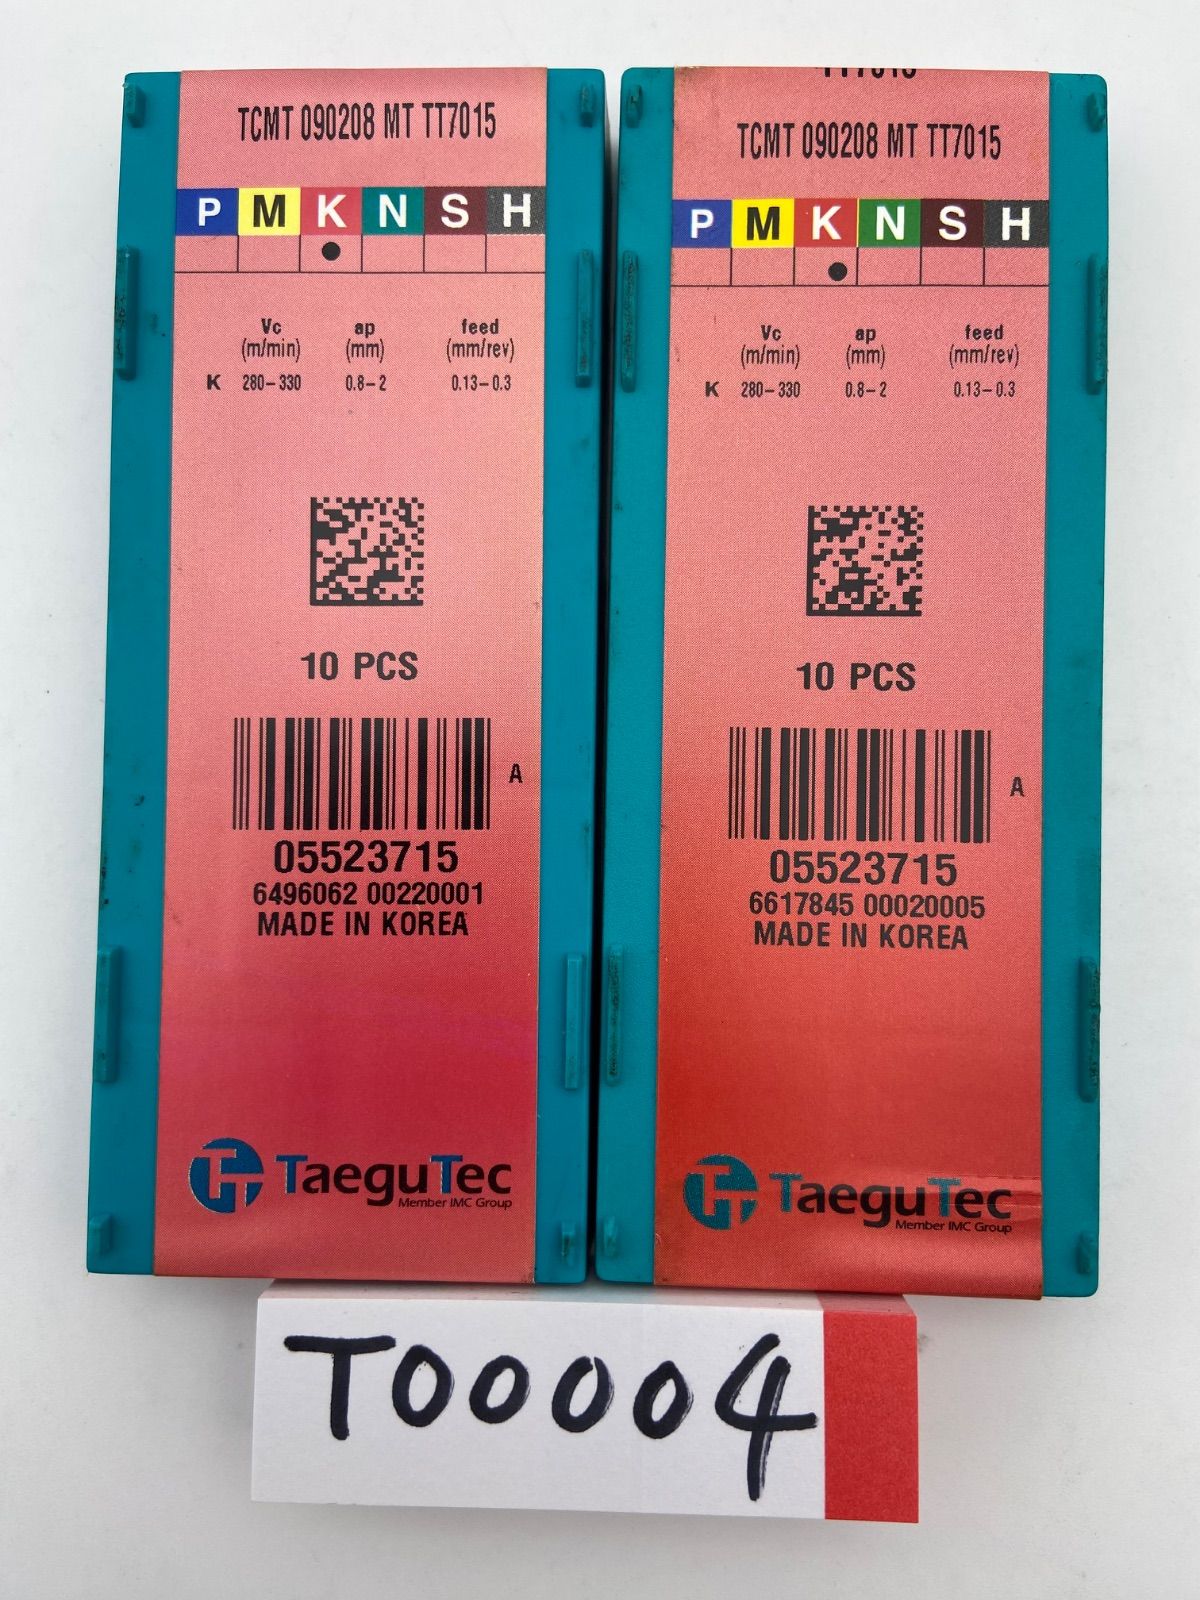 TCMT 090208 MT TT7015
P M K N S H
●
Vc ap feed
(m/min) (mm) (mm/rev)
K 280-330 0.8-2 0.13-0.3
10 PCS
A
05523715
6496062 00220001
MADE IN KOREA
TaeguTec
Member IMC Group
TT7015
TCMT 090208 MT TT7015
P M K N S H
●
Vc ap feed
(m/min) (mm) (mm/rev)
K 280-330 0.8-2 0.13-0.3
10 PCS
A
05523715
6617845 00020005
MADE IN KOREA
TaeguTec
Member IMC Group
T00004